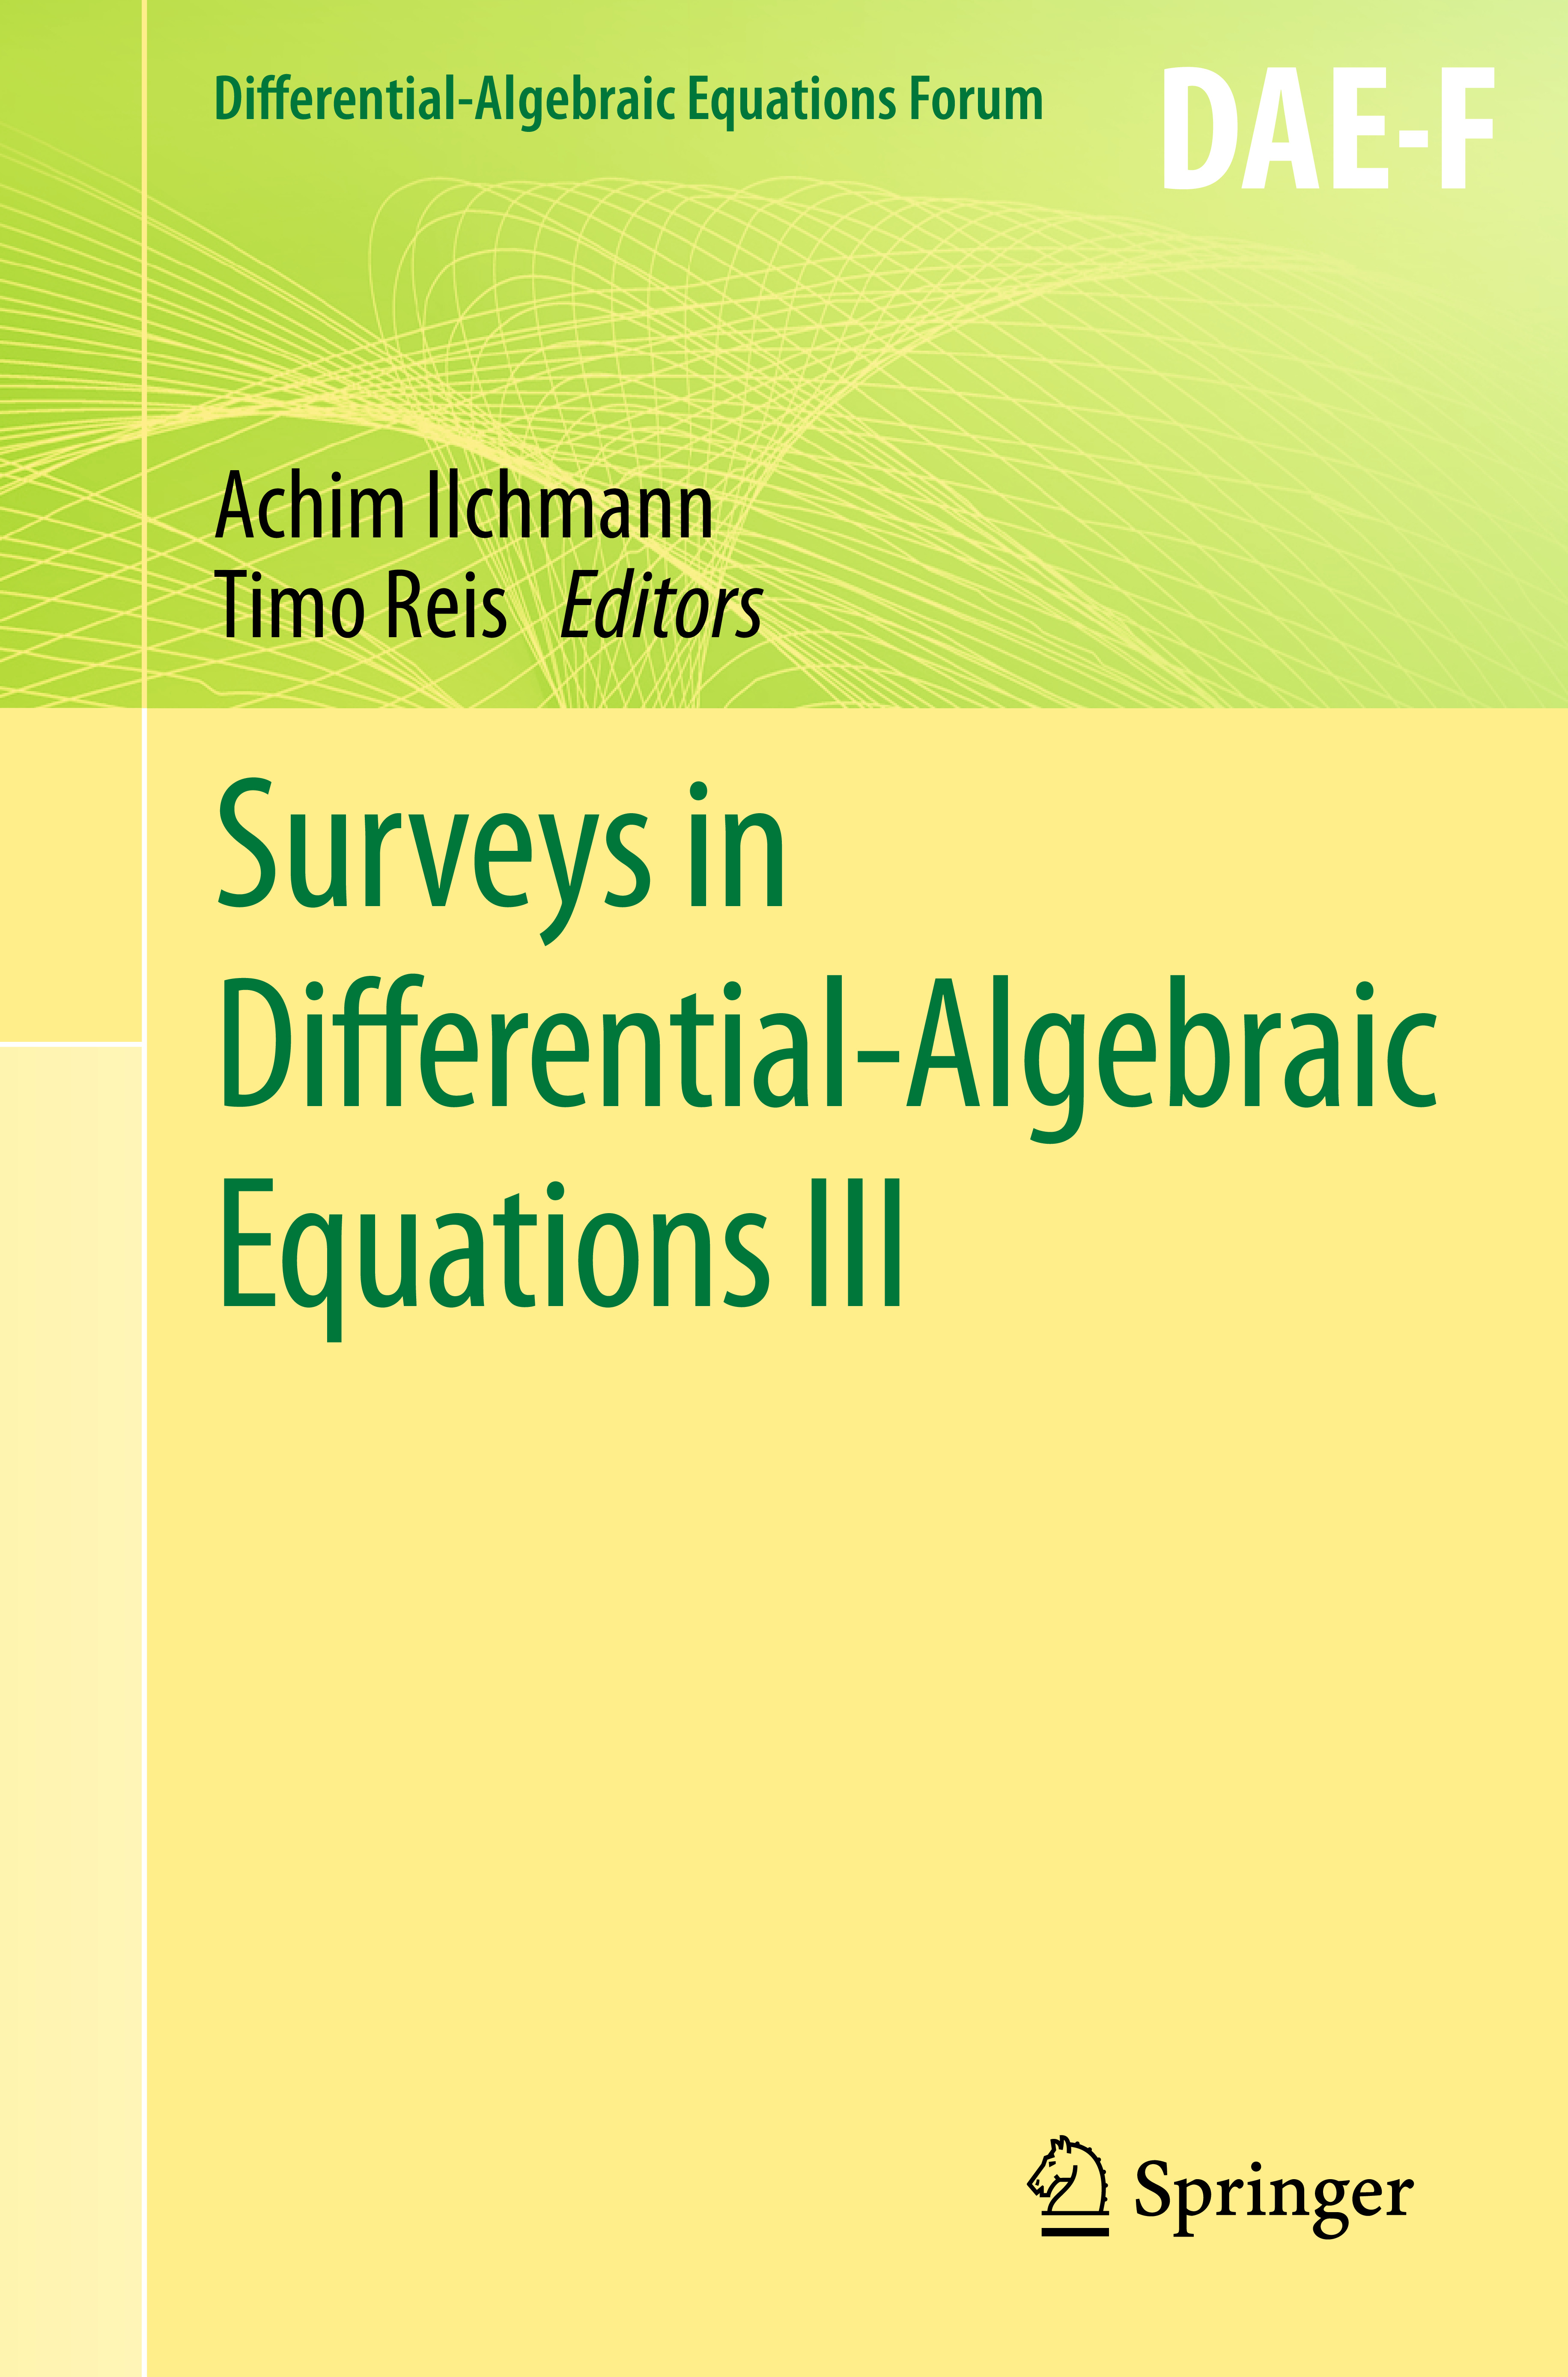 Differential-Algebraic Equations Forum
DAE-F
Achim Ilchmann
Timo Reis Editors
Surveys in
Differential-Algebraic
Equations III
Springer